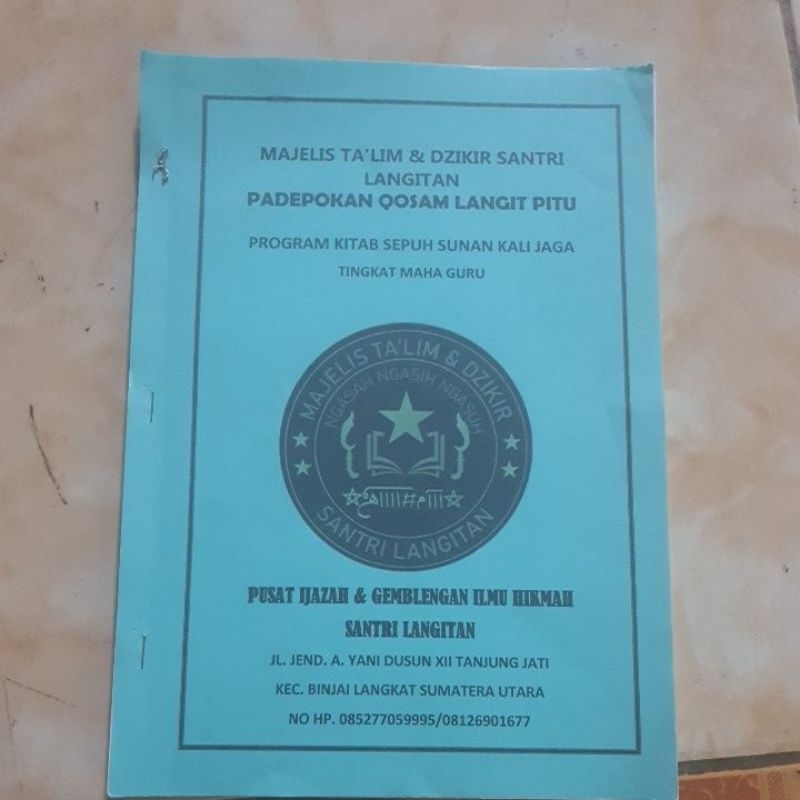 MAJELIS TA'LIM & DZIKIR SANTRI
LANGITAN
PADEPOKAN QOSAM LANGIT PITU
PROGRAM KITAB SEPUH SUNAN KALI JAGA
TINGKAT MAHA GURU
MAJELIS TA'LIM & DZIKIR
NGASAH NGASIH NGASUH
SANTRI LANGITAN
PUSAT IJAZAH & GEMBLENGAN ILMU HIKMAH
SANTRI LANGITAN
JL. JEND. A. YANI DUSUN XII TANJUNG JATI
KEC. BINJAI LANGKAT SUMATERA UTARA
NO HP. 085277059995/08126901677